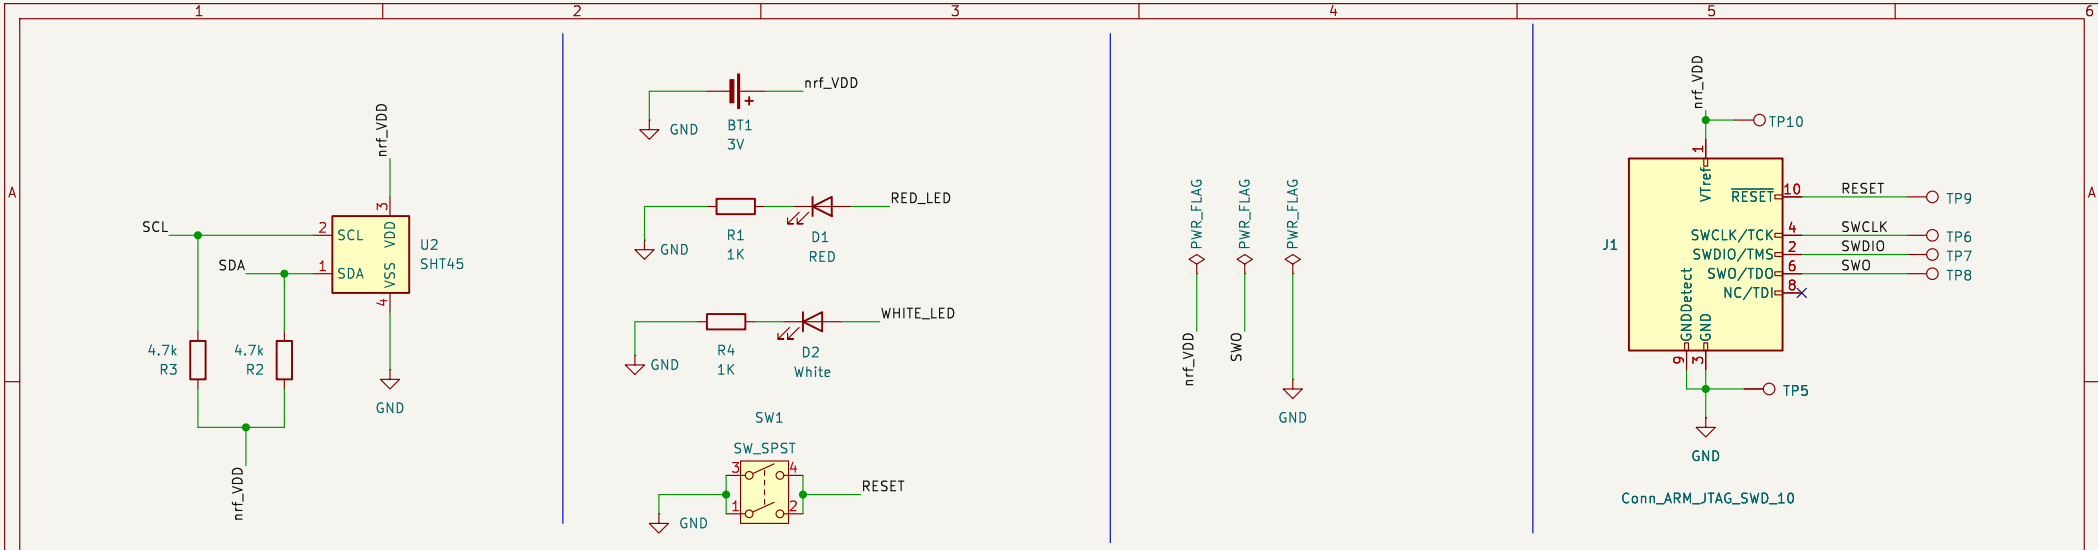 1
2
3
4
5
6
A
A
nrf_VDD
3
SCL
2
SCL
VDD
U2
SHT45
SDA
1
SDA
VSS
4
4.7k
R3
4.7k
R2
GND
nrf_VDD
nrf_VDD
+
GND
BT1
3V
RED_LED
GND
R1
1K
D1
RED
WHITE_LED
GND
R4
1K
D2
White
SW1
SW_SPST
3
4
1
2
RESET
GND
PWR_FLAG
PWR_FLAG
PWR_FLAG
nrf_VDD
SWO
GND
nrf_VDD
TP10
1
VTref
RESET
10
RESET
TP9
J1
SWCLK/TCK
4
SWCLK
TP6
SWDIO/TMS
2
SWDIO
TP7
SWO/TDO
6
SWO
TP8
NC/TDI
8
GNDDetect
GND
9
3
TP5
GND
Conn_ARM_JTAG_SWD_10